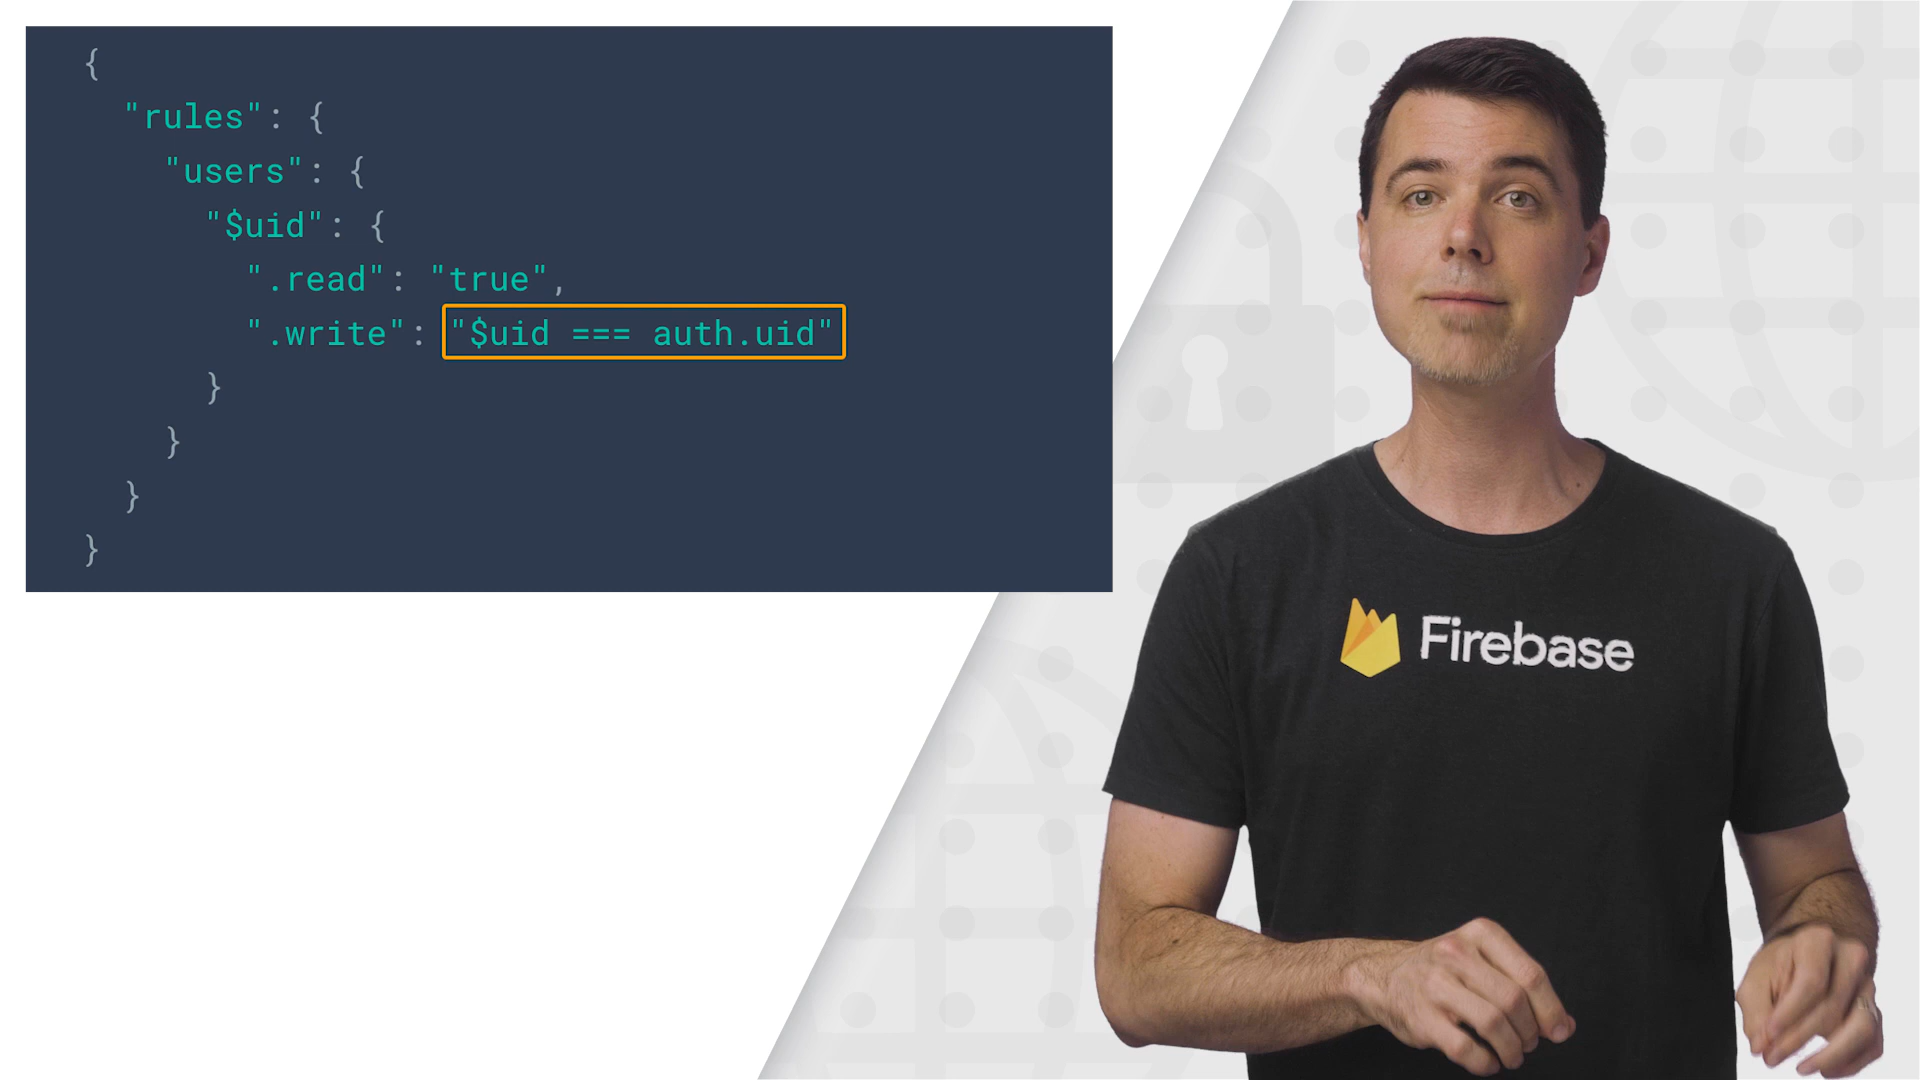 {
"rules": {
"users": {
"$uid": {
".read": "true",
".write": "$uid === auth.uid"
}
}
}
}
Firebase